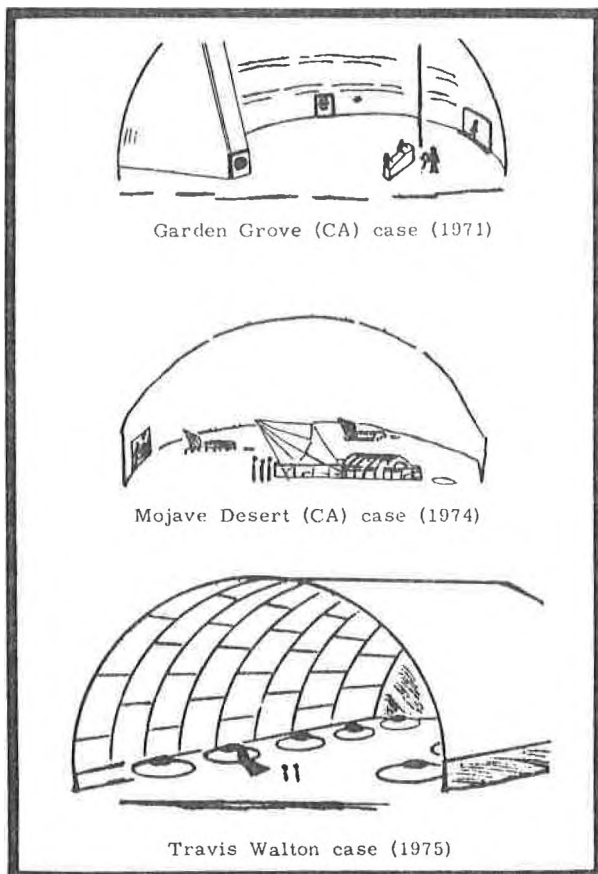 Garden Grove (CA) case (1971)
Mojave Desert (CA) case (1974)
Travis Walton case (1975)